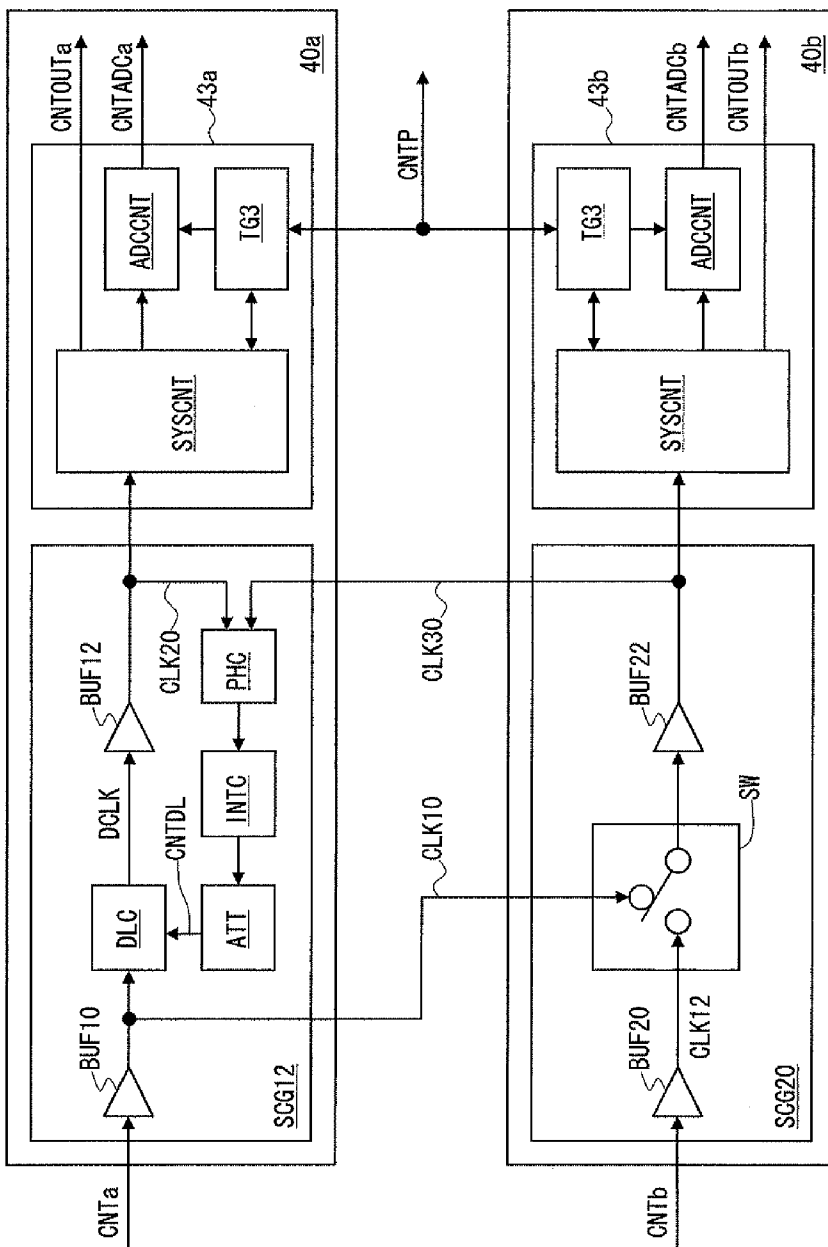 CNTa
BUF10
DLC
DCLK
BUF12
CNTDL
ATT
INTC
PHC
CLK20
SCG12
SYSCNT
ADCCNT
TG3
43a
CNTOUTa
CNTADCa
40a
CLK10
CLK30
CNTP
CNTb
BUF20
CLK12
SW
BUF22
SCG20
SYSCNT
TG3
ADCCNT
43b
CNTADCb
CNTOUTb
40b